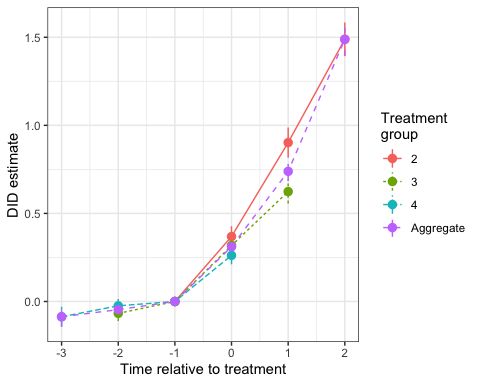 1.5
1.0
0.5
0.0
-3 -2 -1 0 1 2
Time relative to treatment
DID estimate
Treatment
group
2
3
4
Aggregate